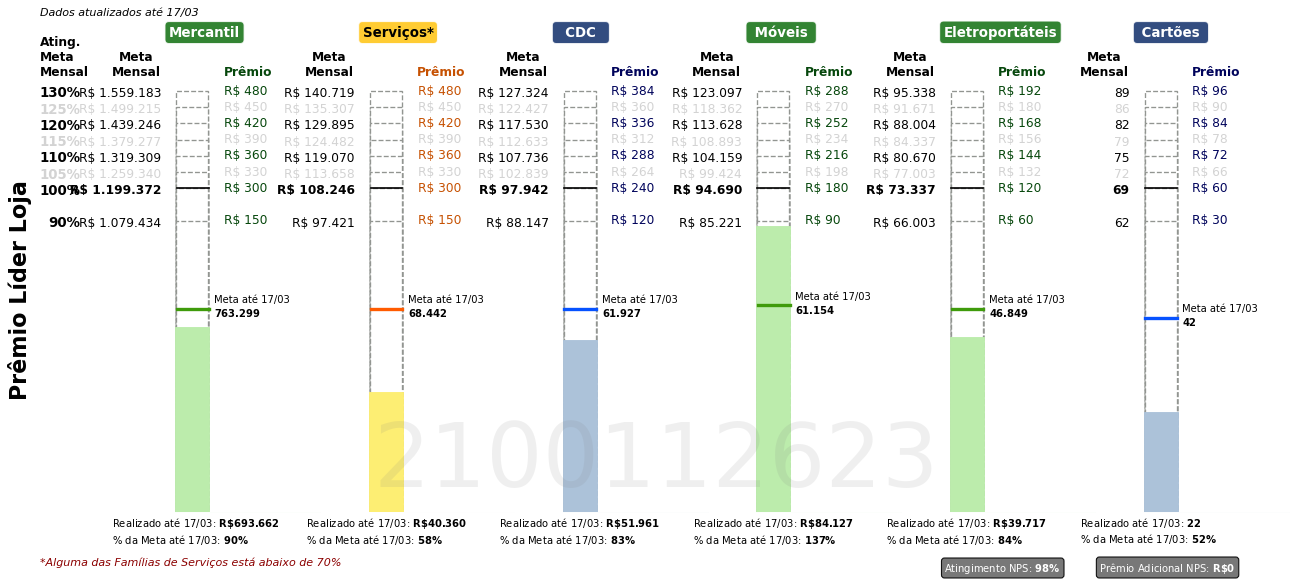 Dados atualizados até 17/03
Mercantil Serviços* CDC Móveis Eletroportáteis Cartões
Ating. Meta Mensal
Meta Mensal Prêmio Meta Mensal Prêmio Meta Mensal Prêmio Meta Mensal Prêmio Meta Mensal Prêmio Meta Mensal Prêmio
130% R$ 1.559.183 R$ 480 R$ 140.719 R$ 480 R$ 127.324 R$ 384 R$ 123.097 R$ 288 R$ 95.338 R$ 192 89 R$ 96
125% R$ 1.499.215 R$ 450 R$ 135.307 R$ 450 R$ 122.427 R$ 360 R$ 118.362 R$ 270 R$ 91.671 R$ 180 86 R$ 90
120% R$ 1.439.246 R$ 420 R$ 129.895 R$ 420 R$ 117.530 R$ 336 R$ 113.628 R$ 252 R$ 88.004 R$ 168 82 R$ 84
115% R$ 1.379.277 R$ 390 R$ 124.482 R$ 390 R$ 112.633 R$ 312 R$ 108.893 R$ 234 R$ 84.337 R$ 156 79 R$ 78
110% R$ 1.319.309 R$ 360 R$ 119.070 R$ 360 R$ 107.736 R$ 288 R$ 104.159 R$ 216 R$ 80.670 R$ 144 75 R$ 72
105% R$ 1.259.340 R$ 330 R$ 113.658 R$ 330 R$ 102.839 R$ 264 R$ 99.424 R$ 198 R$ 77.003 R$ 132 72 R$ 66
100% R$ 1.199.372 R$ 300 R$ 108.246 R$ 300 R$ 97.942 R$ 240 R$ 94.690 R$ 180 R$ 73.337 R$ 120 69 R$ 60
90% R$ 1.079.434 R$ 150 R$ 97.421 R$ 150 R$ 88.147 R$ 120 R$ 85.221 R$ 90 R$ 66.003 R$ 60 62 R$ 30
Prêmio Líder Loja
Meta até 17/03 Meta até 17/03 Meta até 17/03 Meta até 17/03 Meta até 17/03 Meta até 17/03
763.299 68.442 61.927 61.154 46.849 42
2100112623
Realizado até 17/03: R$693.662 Realizado até 17/03: R$40.360 Realizado até 17/03: R$51.961 Realizado até 17/03: R$84.127 Realizado até 17/03: R$39.717 Realizado até 17/03: 22
% da Meta até 17/03: 90% % da Meta até 17/03: 58% % da Meta até 17/03: 83% % da Meta até 17/03: 137% % da Meta até 17/03: 84% % da Meta até 17/03: 52%
*Alguma das Famílias de Serviços está abaixo de 70% Atingimento NPS: 98% Prêmio Adicional NPS: R$0